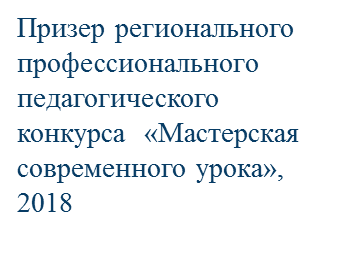 Призер регионального
профессионального
педагогического
конкурса «Мастерская
современного урока»,
2018